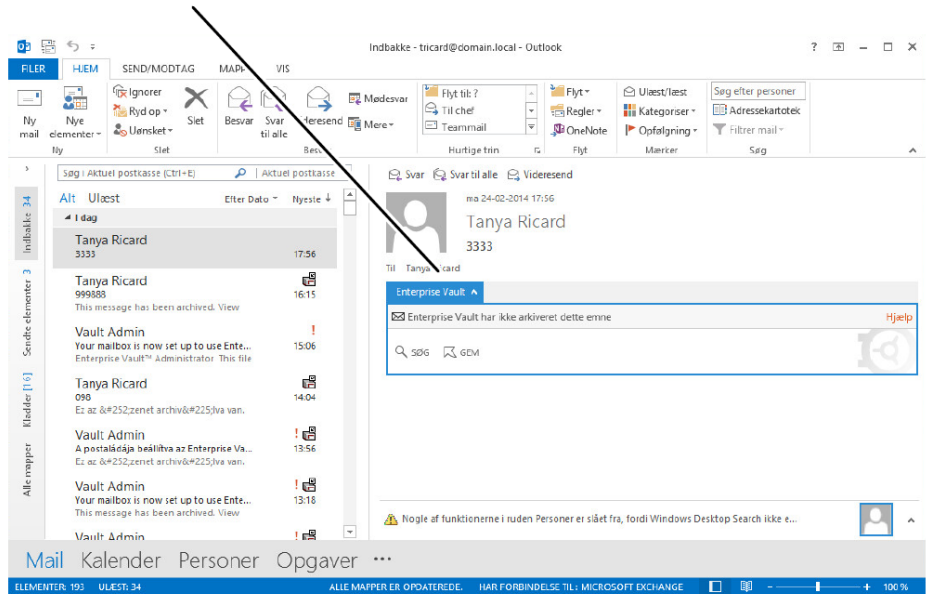 Indbakke - tricard@domain.local - Outlook
FILER HJEM SEND/MODTAG MAPP VIS
Ny mail
Nye elementer
Ignorer
Ryd op
Uønsket
Slet
Besvar
Svar til alle
Videresend
Mødesvar
Mere
Flyt til: ?
Til chef
Teammail
Flyt
Regler
OneNote
Ulæst/læst
Kategoriser
Opfølgning
Søg efter personer
Adressekartotek
Filtrer mail
Ny Slet Besvar Hurtige trin Flyt Mærker Søg
Indbakke 34
Sendte elementer 3
Kladder [16]
Alle mapper
Søg i Aktuel postkasse (Ctrl+E) Aktuel postkasse
Alt Ulæst Efter Dato Nyeste
I dag
Tanya Ricard
3333 17:56
Tanya Ricard
999888 16:15
This message has been archived. View
Vault Admin !
Your mailbox is now set up to use Ente... 15:06
Enterprise Vault™ Administrator This file
Tanya Ricard
098 14:04
Ez az &#252;zenet archiv&#225;lva van.
Vault Admin !
A postaládája beállítva az Enterprise Va... 13:56
Ez az &#252;zenet archiv&#225;lva van.
Vault Admin !
Your mailbox is now set up to use Ente... 13:18
This message has been archived. View
Vault Admin !
Svar Svar til alle Videresend
ma 24-02-2014 17:56
Tanya Ricard
3333
Til Tanya Ricard
Enterprise Vault
Enterprise Vault har ikke arkiveret dette emne Hjælp
SØG GEM
Nogle af funktionerne i ruden Personer er slået fra, fordi Windows Desktop Search ikke e...
Mail Kalender Personer Opgaver ...
ELEMENTER: 193 ULÆST: 34 ALLE MAPPER ER OPDATEREDE. HAR FORBINDELSE TIL: MICROSOFT EXCHANGE 100 %